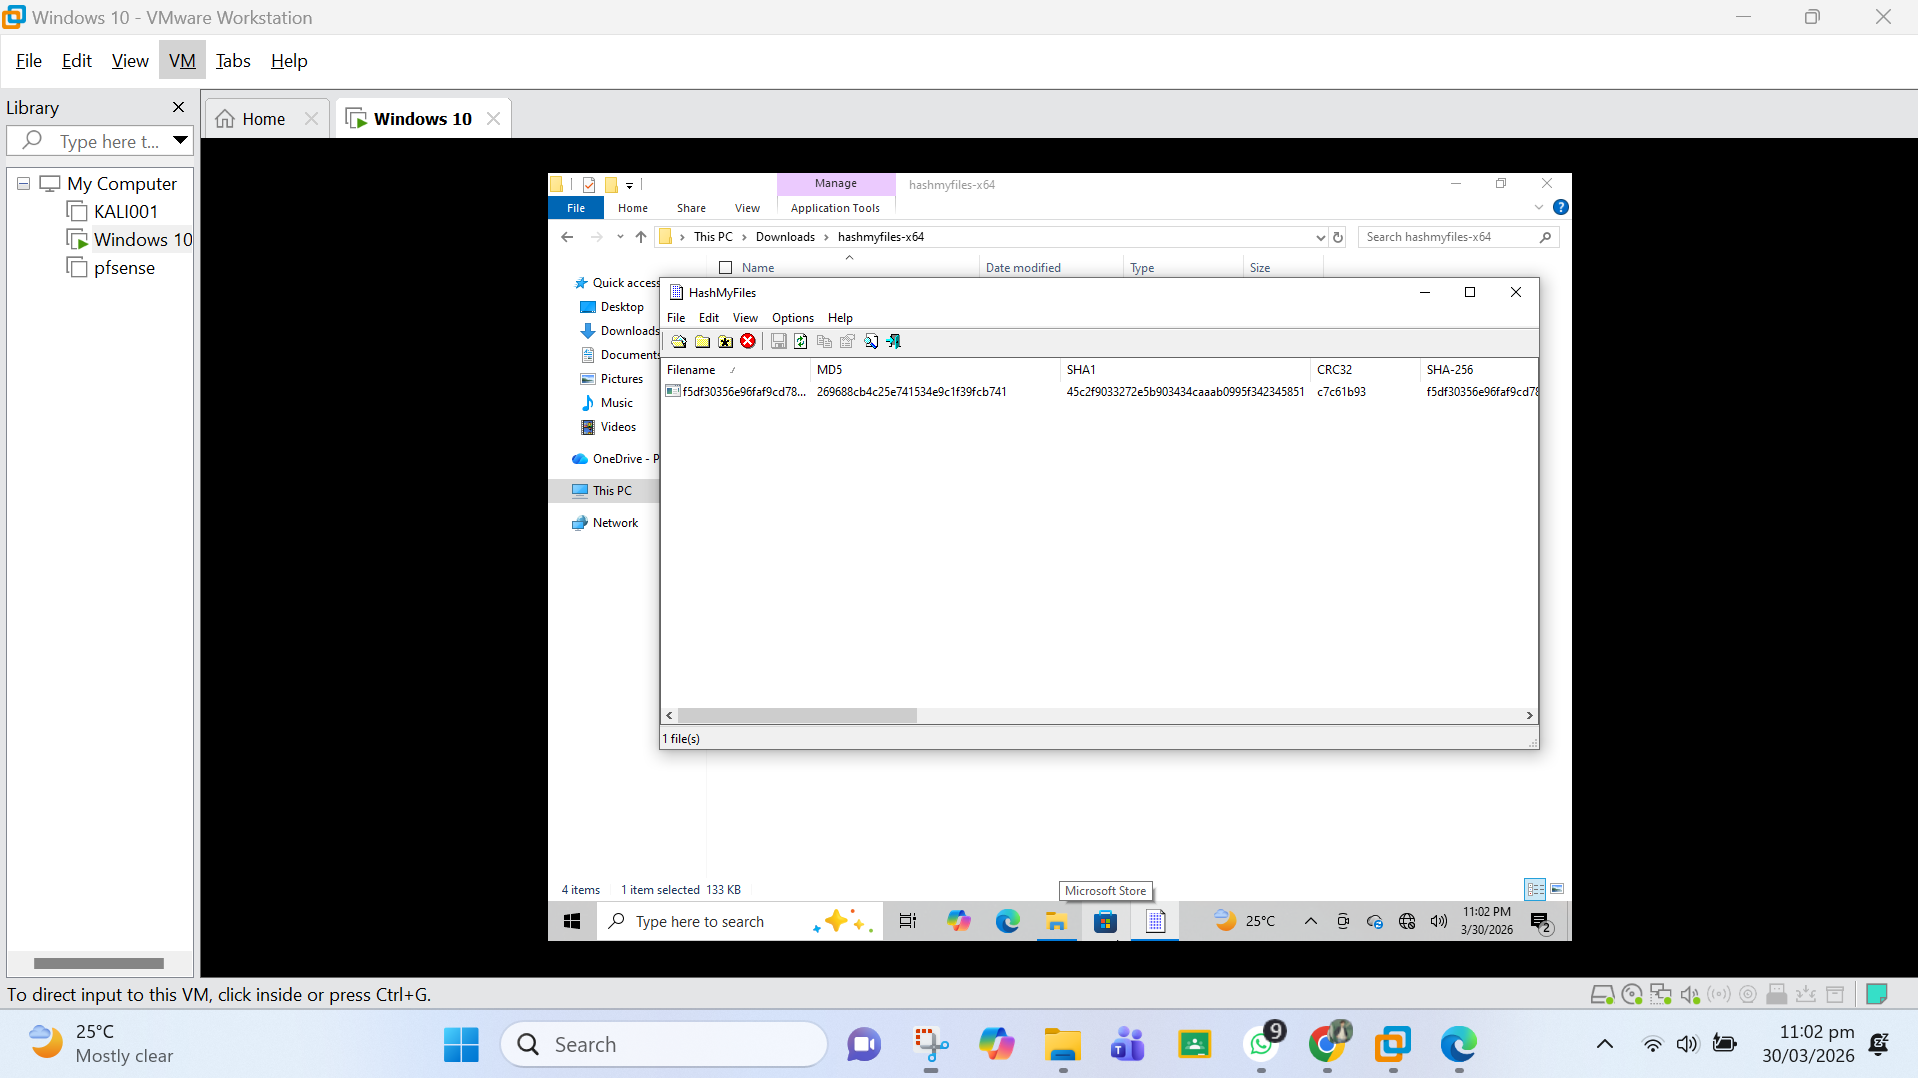 Windows 10 - VMware Workstation
File Edit View VM Tabs Help
Library
Home
Windows 10
Type here t...
My Computer
KALI001
Windows 10
pfsense
Manage
hashmyfiles-x64
File Home Share View Application Tools
This PC > Downloads > hashmyfiles-x64
Search hashmyfiles-x64
Name Date modified Type Size
Quick access
Desktop
Downloads
Documents
Pictures
Music
Videos
OneDrive - P
This PC
Network
HashMyFiles
File Edit View Options Help
Filename MD5 SHA1 CRC32 SHA-256
f5df30356e96faf9cd78... 269688cb4c25e741534e9c1f39fcb741 45c2f9033272e5b903434caaab0995f342345851 c7c61b93 f5df30356e96faf9cd78
1 file(s)
4 items 1 item selected 133 KB
Microsoft Store
Type here to search
25°C
11:02 PM
3/30/2026
2
To direct input to this VM, click inside or press Ctrl+G.
25°C
Mostly clear
Search
9
11:02 pm
30/03/2026